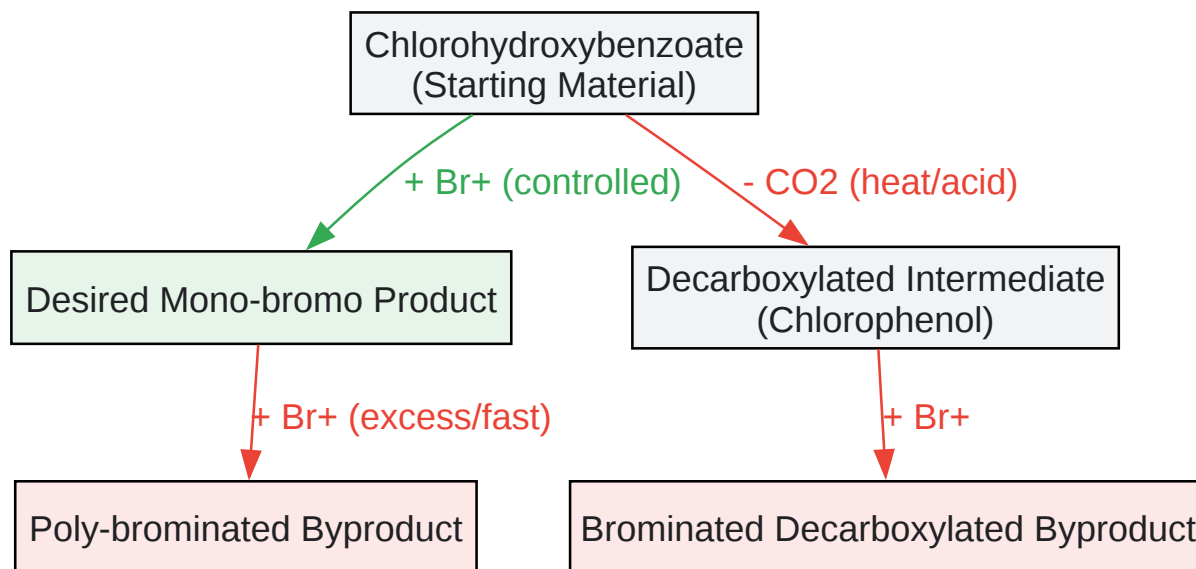 Chlorohydroxybenzoate
(Starting Material)
+ Br+ (controlled)
- CO2 (heat/acid)
Desired Mono-bromo Product
Decarboxylated Intermediate
(Chlorophenol)
+ Br+ (excess/fast)
+ Br+
Poly-brominated Byproduct
Brominated Decarboxylated Byproduct